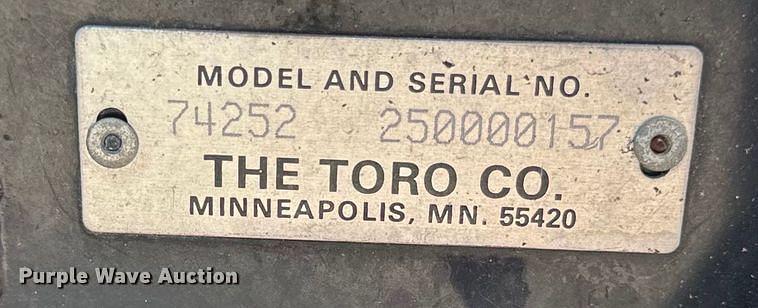 MODEL AND SERIAL NO.
74252 250000157
THE TORO CO.
MINNEAPOLIS, MN. 55420
Purple Wave Auction